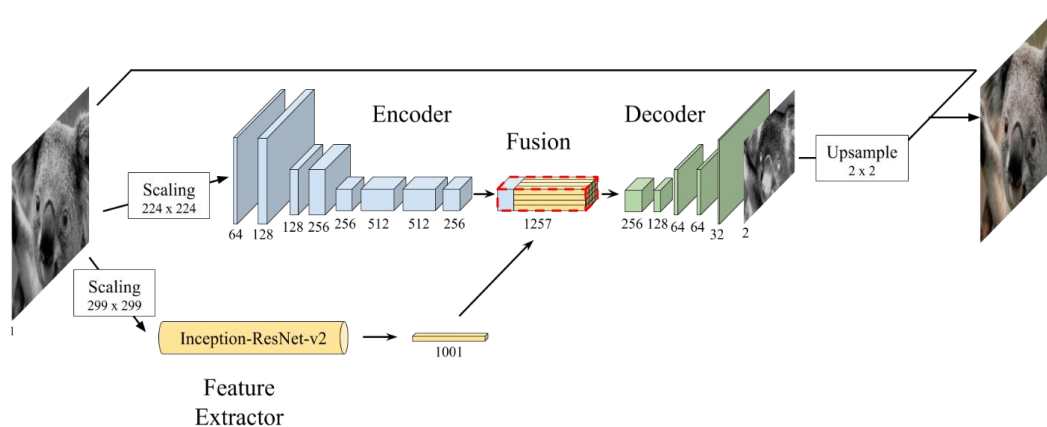 Encoder
Decoder
Fusion
Scaling
224 x 224
Upsample
2 x 2
64 128 128 256 256 512 512 256
1257
256 128 64 64 32 2
Scaling
299 x 299
1
Inception-ResNet-v2
1001
Feature
Extractor